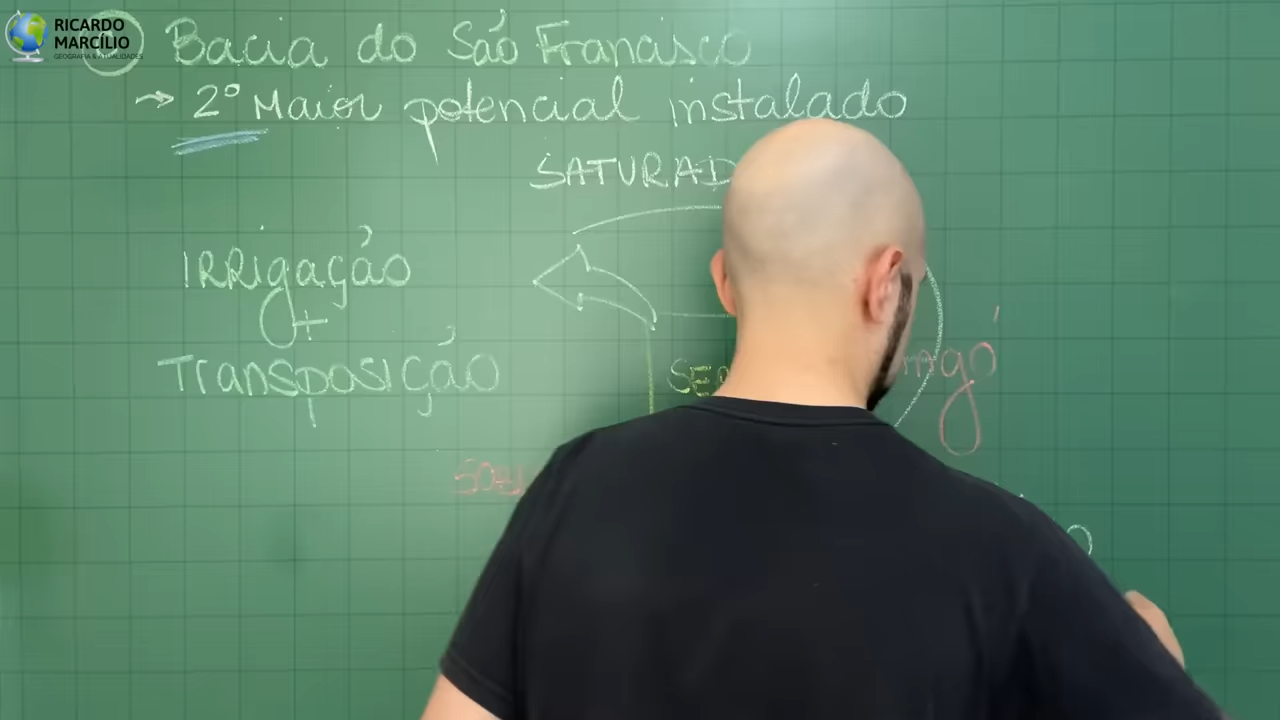 RICARDO
MARCÍLIO
GEOGRAFIA & ATUALIDADES
Bacia do São Francisco
→ 2º Maior potencial instalado
SATURAD
IRRigação
+
Transposição